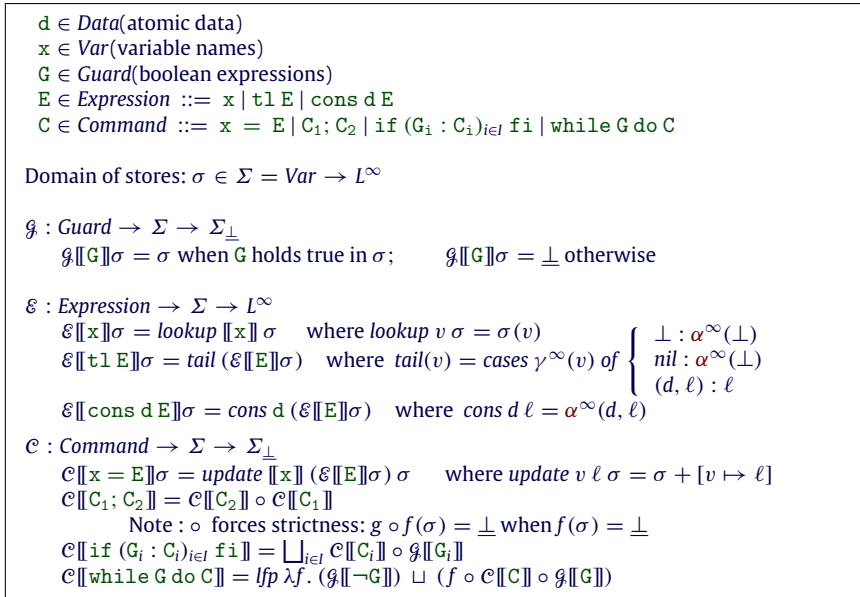 d ∈ Data(atomic data)
x ∈ Var(variable names)
G ∈ Guard(boolean expressions)
E ∈ Expression ::= x | tl E | cons d E
C ∈ Command ::= x = E | C₁; C₂ | if (Gᵢ : Cᵢ)ᵢ∈I fi | while G do C
Domain of stores: σ ∈ Σ = Var → L^∞
𝒢 : Guard → Σ → Σ_⊥
𝒢⟦G⟧σ = σ when G holds true in σ; 𝒢⟦G⟧σ = ⊥ otherwise
ℰ : Expression → Σ → L^∞
ℰ⟦x⟧σ = lookup ⟦x⟧ σ where lookup v σ = σ(v)
ℰ⟦tl E⟧σ = tail (ℰ⟦E⟧σ) where tail(v) = cases γ^∞(v) of { ⊥ : α^∞(⊥)
nil : α^∞(⊥)
(d, ℓ) : ℓ
ℰ⟦cons d E⟧σ = cons d (ℰ⟦E⟧σ) where cons d ℓ = α^∞(d, ℓ)
𝒞 : Command → Σ → Σ_⊥
𝒞⟦x = E⟧σ = update ⟦x⟧ (ℰ⟦E⟧σ) σ where update v ℓ σ = σ + [v ↦ ℓ]
𝒞⟦C₁; C₂⟧ = 𝒞⟦C₂⟧ ∘ 𝒞⟦C₁⟧
Note : ∘ forces strictness: g ∘ f(σ) = ⊥ when f(σ) = ⊥
𝒞⟦if (Gᵢ : Cᵢ)ᵢ∈I fi⟧ = ⨆ᵢ∈I 𝒞⟦Cᵢ⟧ ∘ 𝒢⟦Gᵢ⟧
𝒞⟦while G do C⟧ = lfp λf. (𝒢⟦¬G⟧) ⊔ (f ∘ 𝒞⟦C⟧ ∘ 𝒢⟦G⟧)